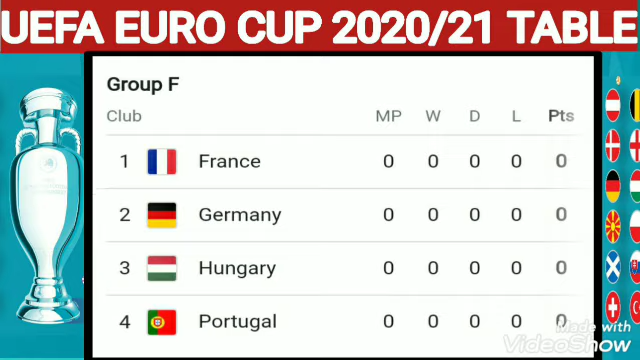 UEFA EURO CUP 2020/21 TABLE
Group F
Club MP W D L Pts
1 France 0 0 0 0 0
2 Germany 0 0 0 0 0
3 Hungary 0 0 0 0 0
4 Portugal 0 0 0 0 0
Made with
VideoShow